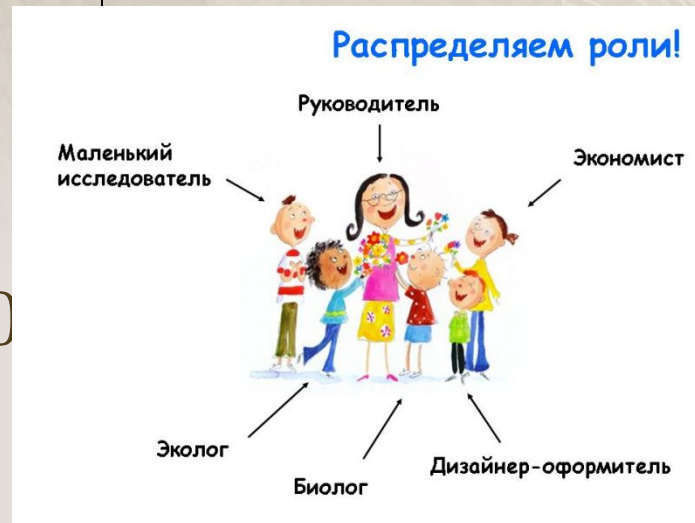 Распределяем роли!
Руководитель
Маленький
исследователь
Экономист
Эколог
Биолог
Дизайнер-оформитель